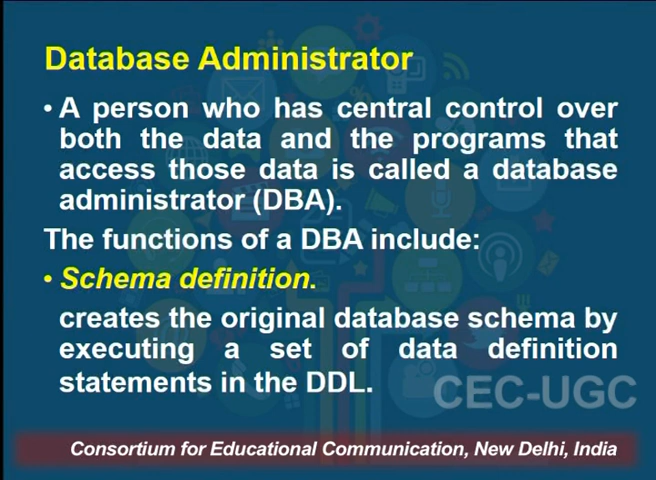 Database Administrator
• A person who has central control over
both the data and the programs that
access those data is called a database
administrator (DBA).
The functions of a DBA include:
• Schema definition.
creates the original database schema by
executing a set of data definition
statements in the DDL.
CEC-UGC
Consortium for Educational Communication, New Delhi, India